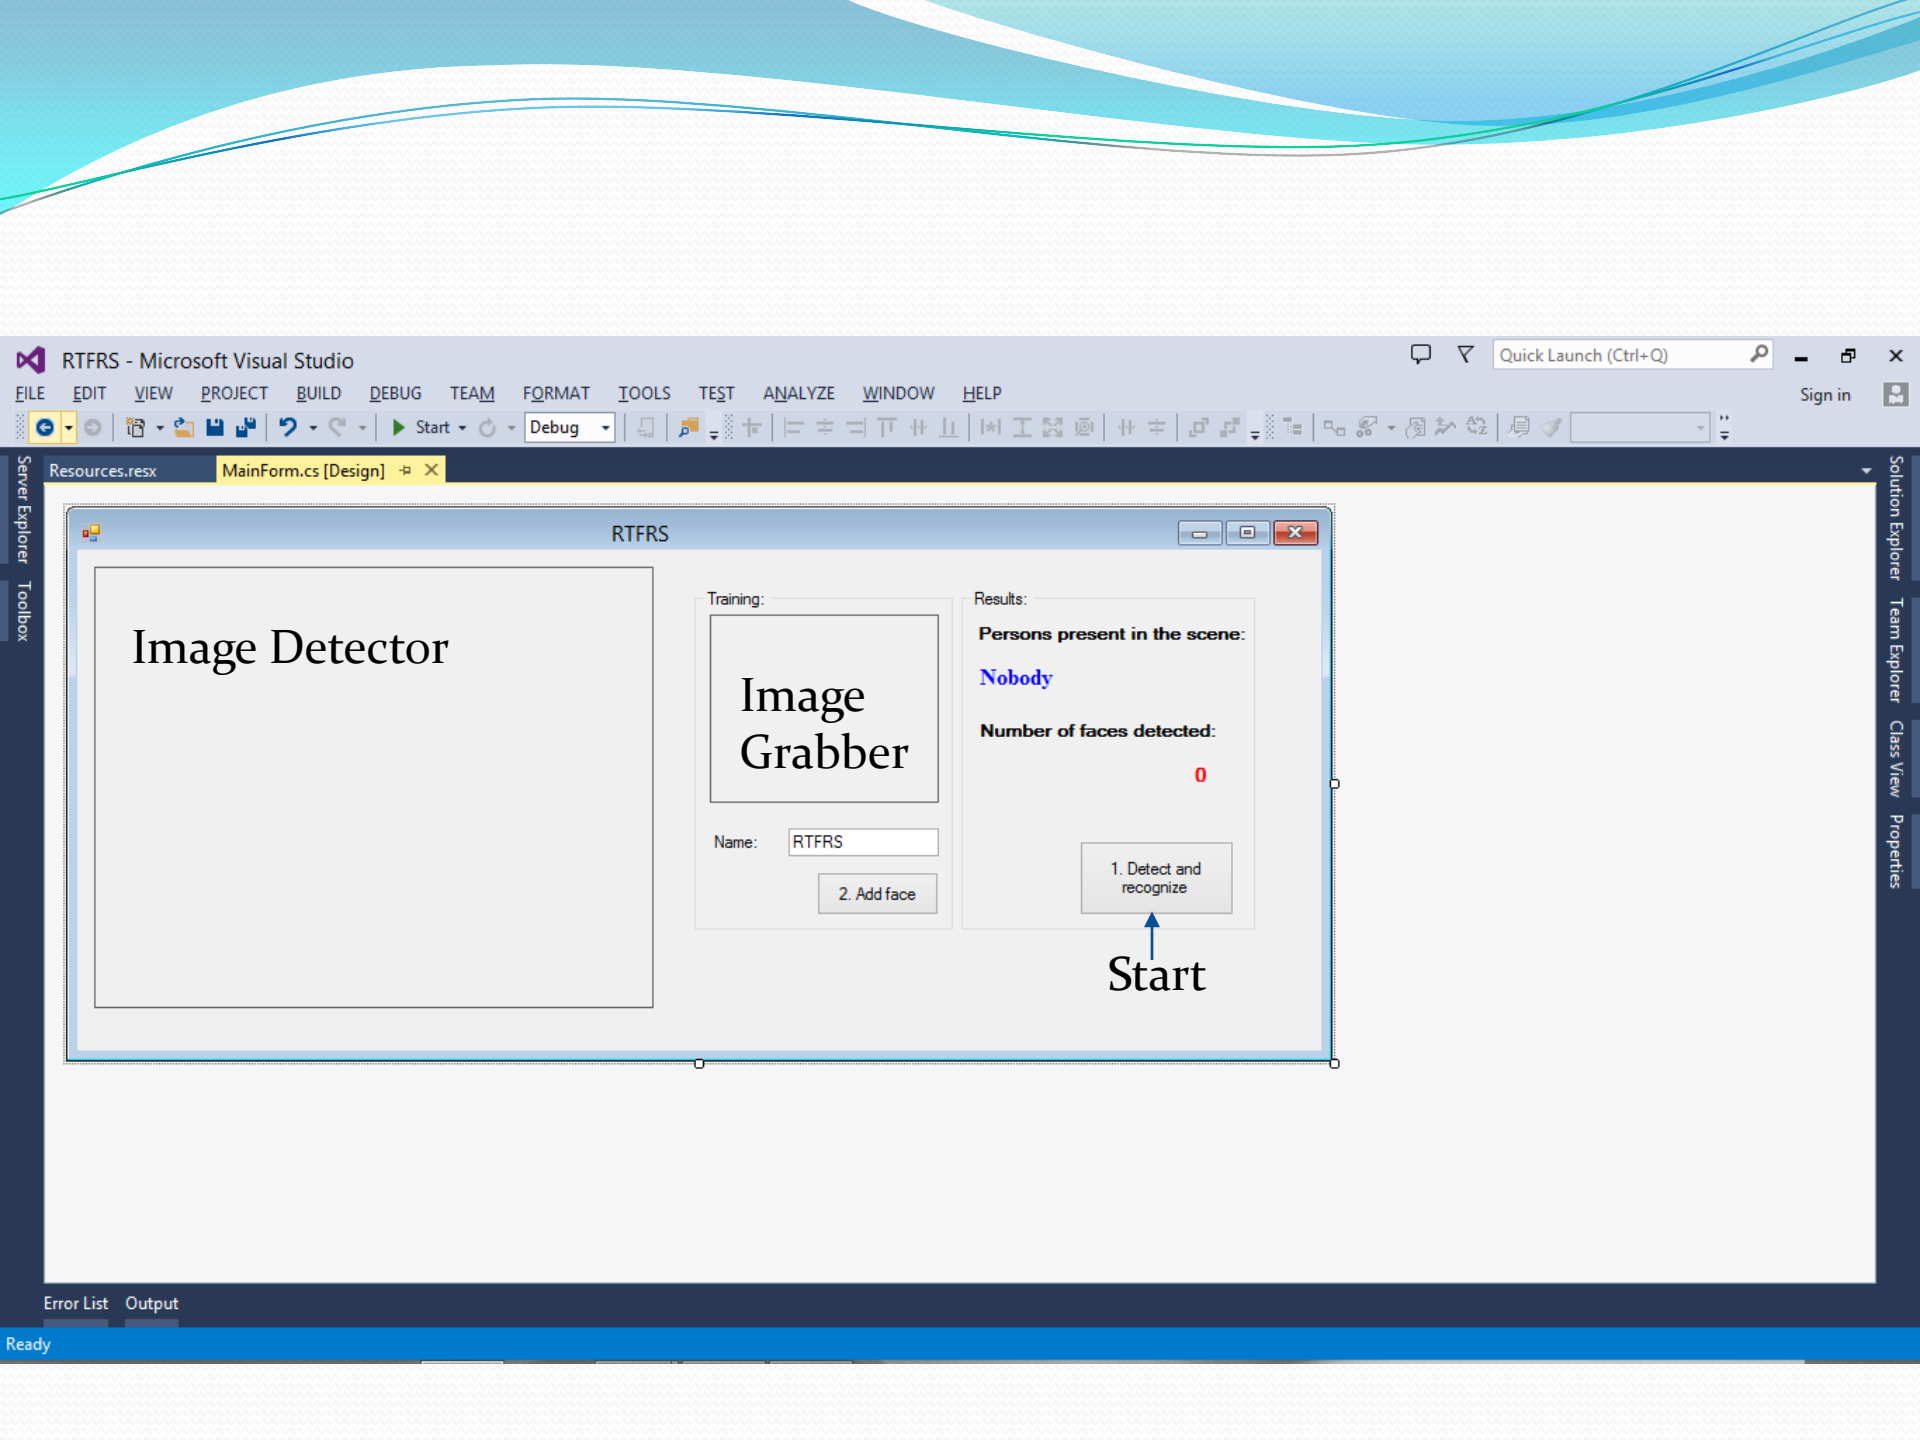 RTFRS - Microsoft Visual Studio
Quick Launch (Ctrl+Q)
FILE EDIT VIEW PROJECT BUILD DEBUG TEAM FORMAT TOOLS TEST ANALYZE WINDOW HELP
Sign in
Start
Debug
Server Explorer
Toolbox
Resources.resx
MainForm.cs [Design]
RTFRS
Image Detector
Training:
Image
Grabber
Name:
RTFRS
2. Add face
Results:
Persons present in the scene:
Nobody
Number of faces detected:
0
1. Detect and
recognize
Start
Solution Explorer
Team Explorer
Class View
Properties
Error List Output
Ready